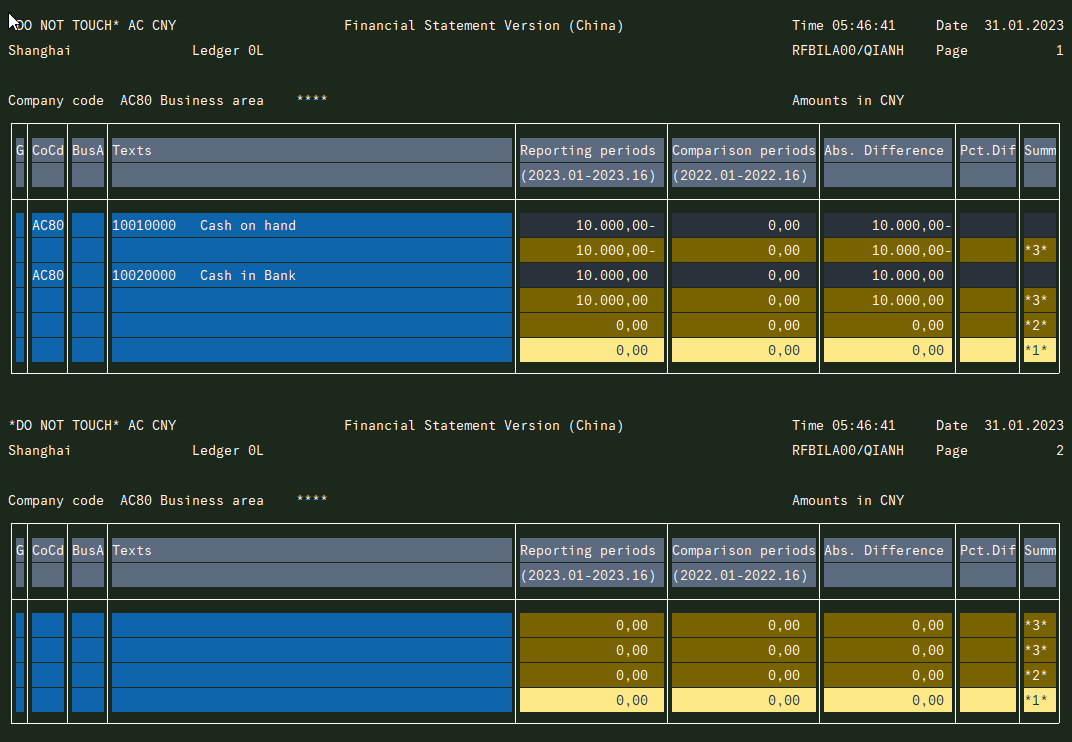 *DO NOT TOUCH* AC CNY Financial Statement Version (China) Time 05:46:41 Date 31.01.2023
Shanghai Ledger 0L RFBILA00/QIANH Page 1
Company code AC80 Business area **** Amounts in CNY
G CoCd BusA Texts Reporting periods Comparison periods Abs. Difference Pct.Dif Summ
(2023.01-2023.16) (2022.01-2022.16)
AC80 10010000 Cash on hand 10.000,00- 0,00 10.000,00-
10.000,00- 0,00 10.000,00- *3*
AC80 10020000 Cash in Bank 10.000,00 0,00 10.000,00
10.000,00 0,00 10.000,00 *3*
0,00 0,00 0,00 *2*
0,00 0,00 0,00 *1*
*DO NOT TOUCH* AC CNY Financial Statement Version (China) Time 05:46:41 Date 31.01.2023
Shanghai Ledger 0L RFBILA00/QIANH Page 2
Company code AC80 Business area **** Amounts in CNY
G CoCd BusA Texts Reporting periods Comparison periods Abs. Difference Pct.Dif Summ
(2023.01-2023.16) (2022.01-2022.16)
0,00 0,00 0,00 *3*
0,00 0,00 0,00 *3*
0,00 0,00 0,00 *2*
0,00 0,00 0,00 *1*